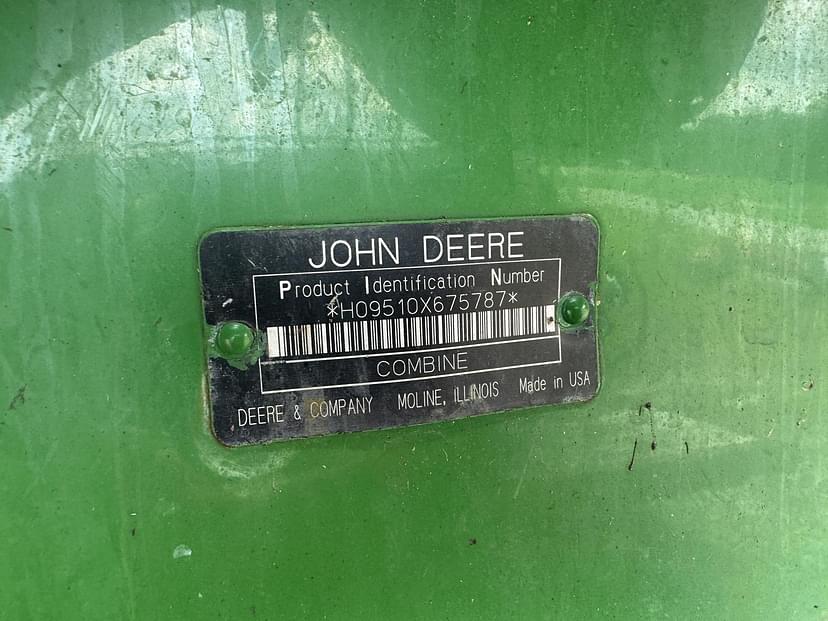 JOHN DEERE
Product Identification Number
*H09510X675787*
COMBINE
DEERE & COMPANY MOLINE, ILLINOIS Made in USA